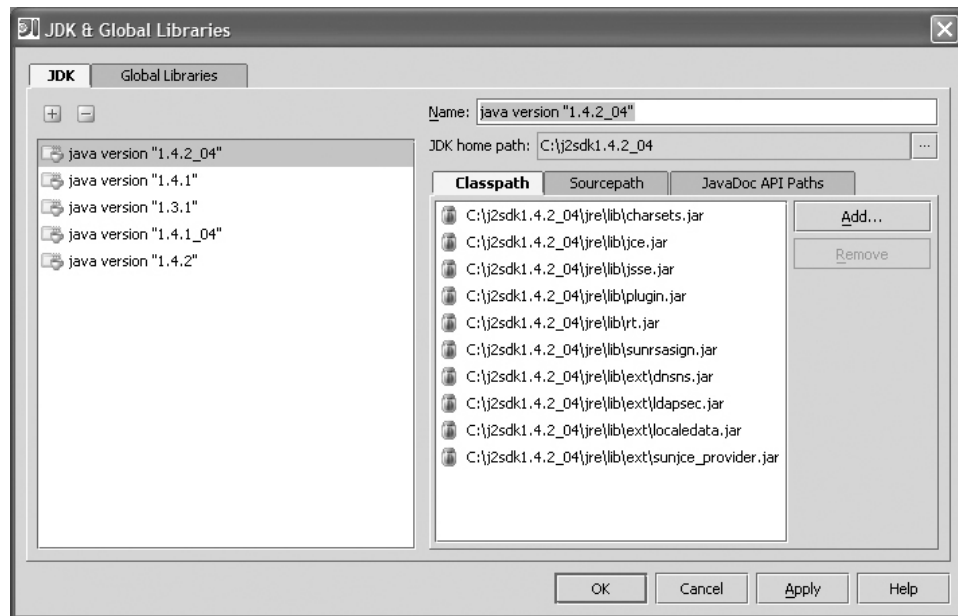 JDK & Global Libraries
JDK
Global Libraries
java version "1.4.2_04"
java version "1.4.1"
java version "1.3.1"
java version "1.4.1_04"
java version "1.4.2"
Name: java version "1.4.2_04"
JDK home path: C:\j2sdk1.4.2_04 ...
Classpath
Sourcepath
JavaDoc API Paths
C:\j2sdk1.4.2_04\jre\lib\charsets.jar
C:\j2sdk1.4.2_04\jre\lib\jce.jar
C:\j2sdk1.4.2_04\jre\lib\jsse.jar
C:\j2sdk1.4.2_04\jre\lib\plugin.jar
C:\j2sdk1.4.2_04\jre\lib\rt.jar
C:\j2sdk1.4.2_04\jre\lib\sunrsasign.jar
C:\j2sdk1.4.2_04\jre\lib\ext\dnsns.jar
C:\j2sdk1.4.2_04\jre\lib\ext\ldapsec.jar
C:\j2sdk1.4.2_04\jre\lib\ext\localedata.jar
C:\j2sdk1.4.2_04\jre\lib\ext\sunjce_provider.jar
Add...
Remove
OK
Cancel
Apply
Help